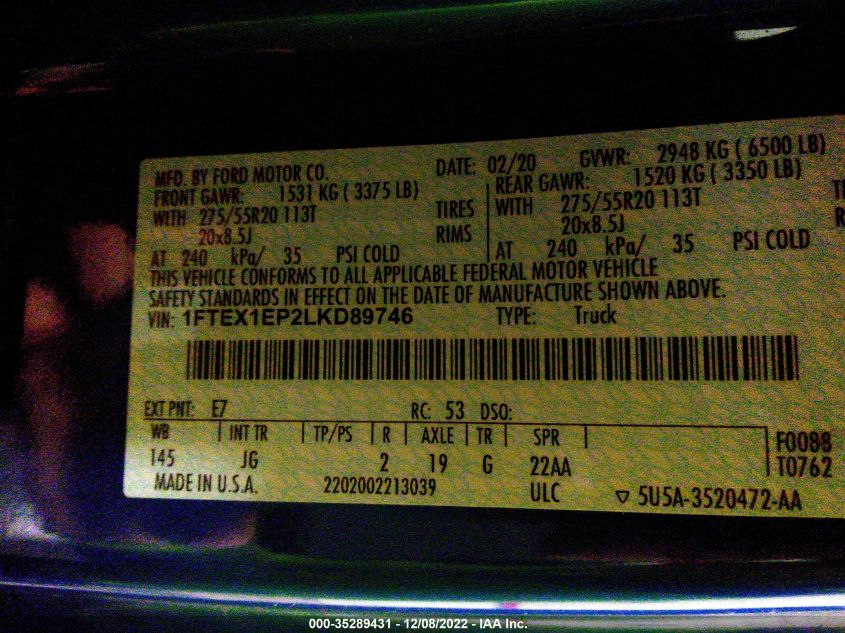 MFD. BY FORD MOTOR CO. DATE: 02/20 GVWR: 2948 KG ( 6500 LB)
FRONT GAWR: 1531 KG ( 3375 LB) REAR GAWR: 1520 KG ( 3350 LB)
WITH 275/55R20 113T TIRES WITH 275/55R20 113T
20x8.5J RIMS 20x8.5J
AT 240 kPa/ 35 PSI COLD AT 240 kPa/ 35 PSI COLD
THIS VEHICLE CONFORMS TO ALL APPLICABLE FEDERAL MOTOR VEHICLE
SAFETY STANDARDS IN EFFECT ON THE DATE OF MANUFACTURE SHOWN ABOVE.
VIN: 1FTEX1EP2LKD89746 TYPE: Truck
EXT PNT: E7 RC: 53 DSO:
WB INT TR TP/PS R AXLE TR SPR F0088
145 JG 2 19 G 22AA T0762
MADE IN U.S.A. 2202002213039 ULC 5U5A-3520472-AA
000-35289431 - 12/08/2022 - IAA Inc.